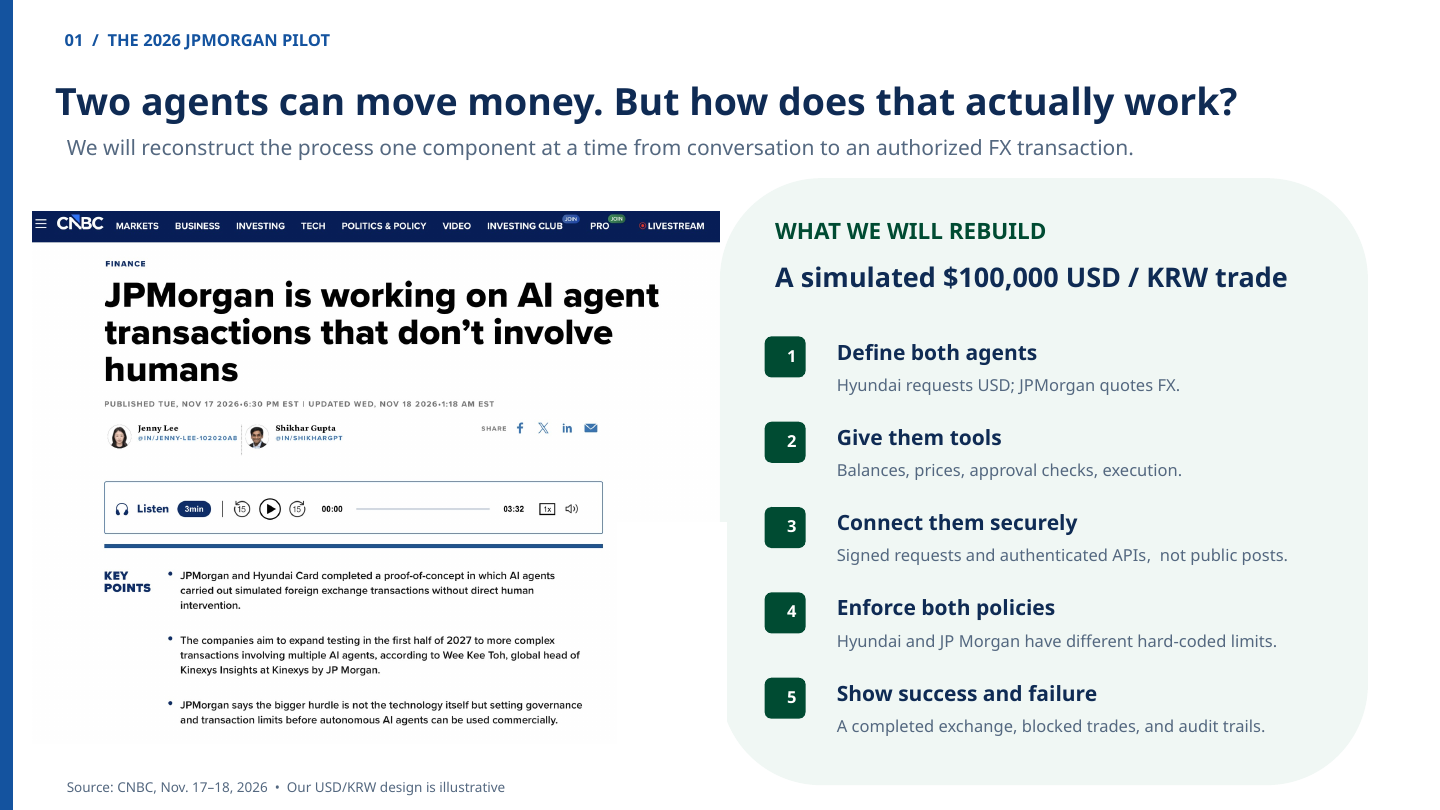 01 / THE 2026 JPMORGAN PILOT
Two agents can move money. But how does that actually work?
We will reconstruct the process one component at a time from conversation to an authorized FX transaction.
CNBC MARKETS BUSINESS INVESTING TECH POLITICS & POLICY VIDEO INVESTING CLUB JOIN PRO JOIN LIVESTREAM
FINANCE
JPMorgan is working on AI agent
transactions that don’t involve
humans
PUBLISHED TUE, NOV 17 2026•6:30 PM EST | UPDATED WED, NOV 18 2026•1:18 AM EST
Jenny Lee
@IN/JENNY-LEE-102020AB
Shikhar Gupta
@IN/SHIKHARGPT
SHARE
Listen 3min 15 15 00:00 03:32 1x
KEY
POINTS
• JPMorgan and Hyundai Card completed a proof-of-concept in which AI agents
carried out simulated foreign exchange transactions without direct human
intervention.
• The companies aim to expand testing in the first half of 2027 to more complex
transactions involving multiple AI agents, according to Wee Kee Toh, global head of
Kinexys Insights at Kinexys by JP Morgan.
• JPMorgan says the bigger hurdle is not the technology itself but setting governance
and transaction limits before autonomous AI agents can be used commercially.
WHAT WE WILL REBUILD
A simulated $100,000 USD / KRW trade
1 Define both agents
Hyundai requests USD; JPMorgan quotes FX.
2 Give them tools
Balances, prices, approval checks, execution.
3 Connect them securely
Signed requests and authenticated APIs,  not public posts.
4 Enforce both policies
Hyundai and JP Morgan have different hard-coded limits.
5 Show success and failure
A completed exchange, blocked trades, and audit trails.
Source: CNBC, Nov. 17–18, 2026 • Our USD/KRW design is illustrative